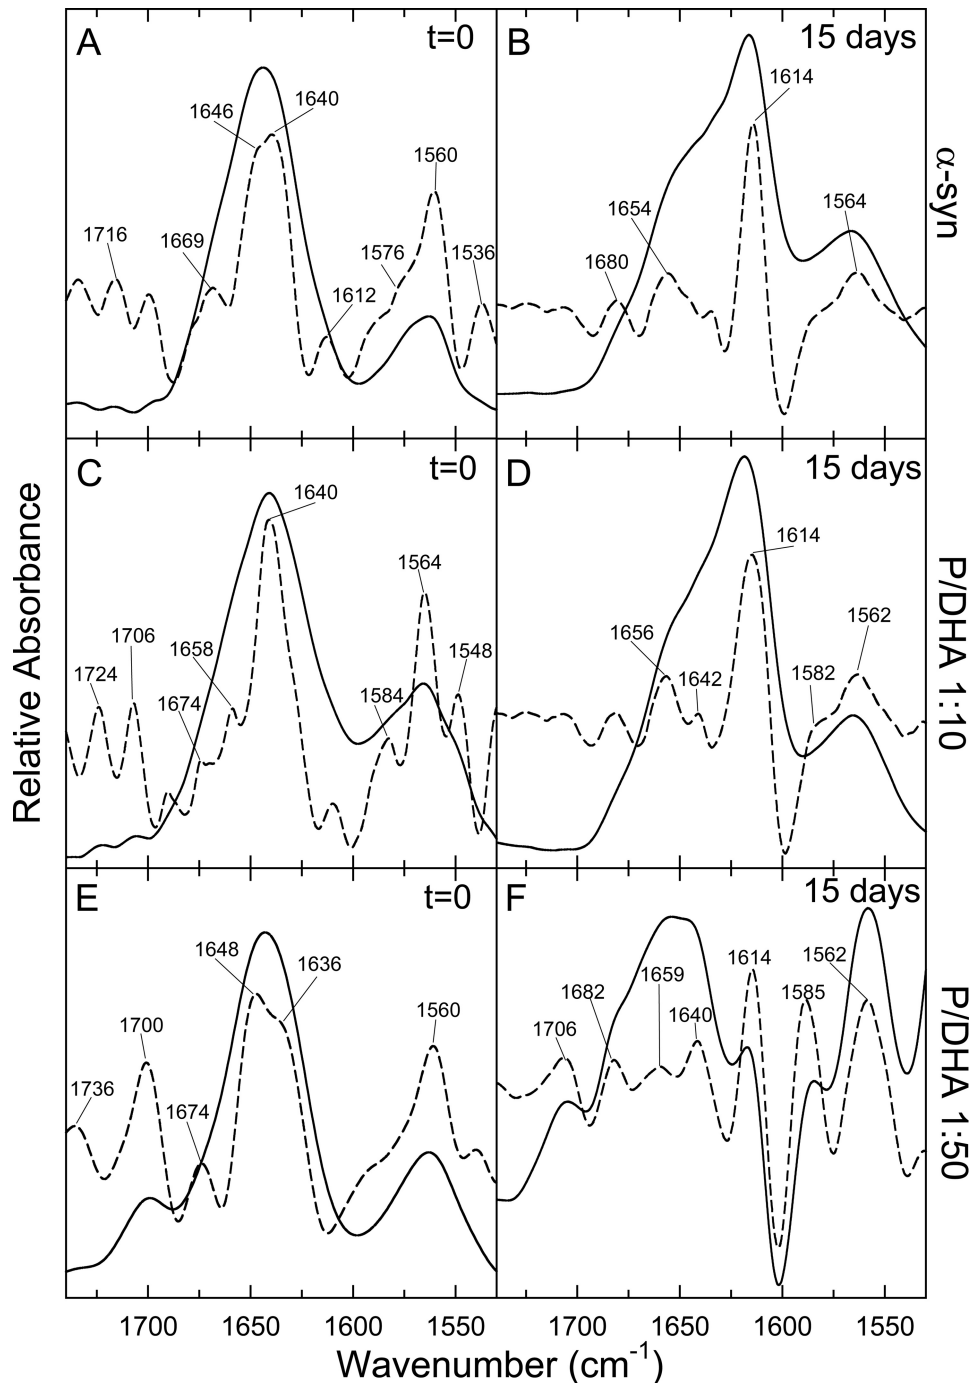 A
t=0
1646
1640
1560
1716
1669
1576
1536
1612
B
15 days
1614
1654
1564
1680
α-syn
C
t=0
1640
1564
1706
1658
1548
1724
1674
1584
D
15 days
1614
1656
1562
1642
1582
P/DHA 1:10
E
t=0
1648
1636
1700
1560
1736
1674
F
15 days
1614
1562
1659
1682
1585
1640
1706
P/DHA 1:50
Relative Absorbance
1700 1650 1600 1550 1700 1650 1600 1550
Wavenumber (cm⁻¹)